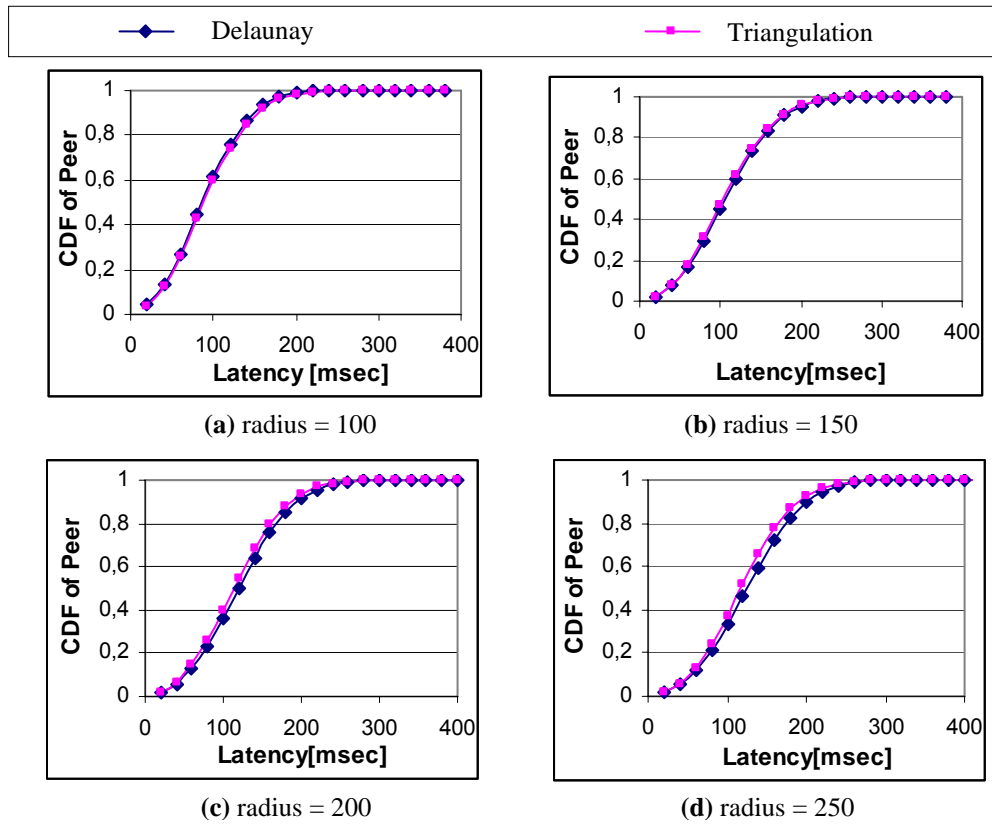 Delaunay Triangulation
1
0,8
0,6
0,4
0,2
0
CDF of Peer
0 100 200 300 400
Latency [msec]
(a) radius = 100
1
0,8
0,6
0,4
0,2
0
CDF of Peer
0 100 200 300 400
Latency[msec]
(b) radius = 150
1
0,8
0,6
0,4
0,2
0
CDF of Peer
0 100 200 300 400
Latency[msec]
(c) radius = 200
1
0,8
0,6
0,4
0,2
0
CDF of Peer
0 100 200 300 400
Latency[msec]
(d) radius = 250